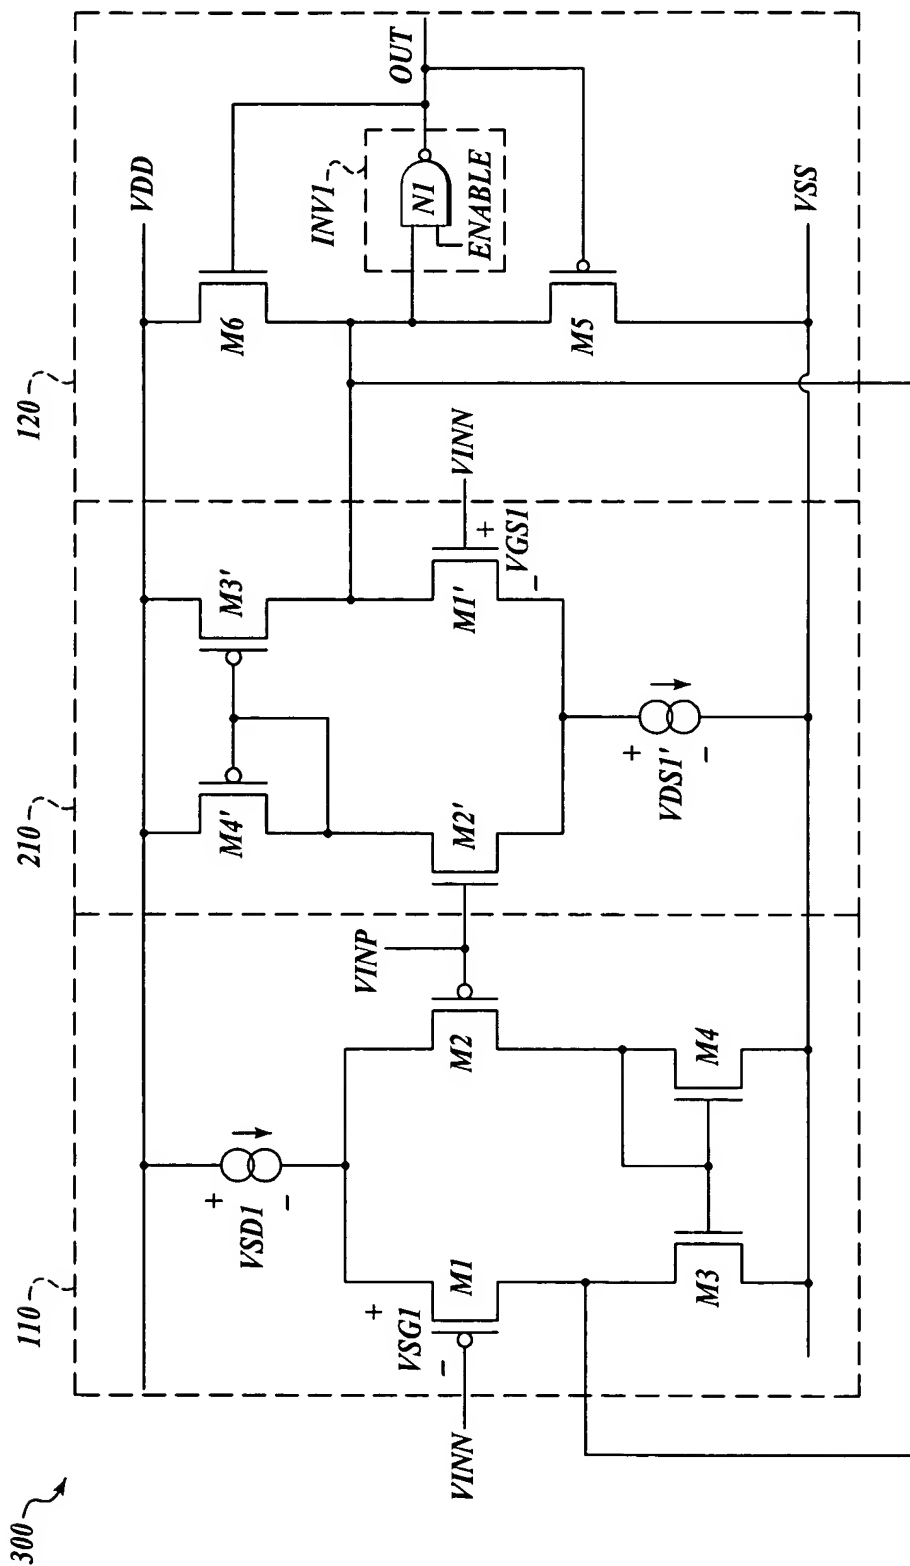 300
110
210
120
VDD
VSD1
+
−
M4'
M3'
M6
OUT
INV1
N1
ENABLE
VINP
VINN
VSG1
+
−
M1
M2
M2'
M1'
VINN
+
VGS1
−
M5
M3
M4
+
VDS1'
−
VSS